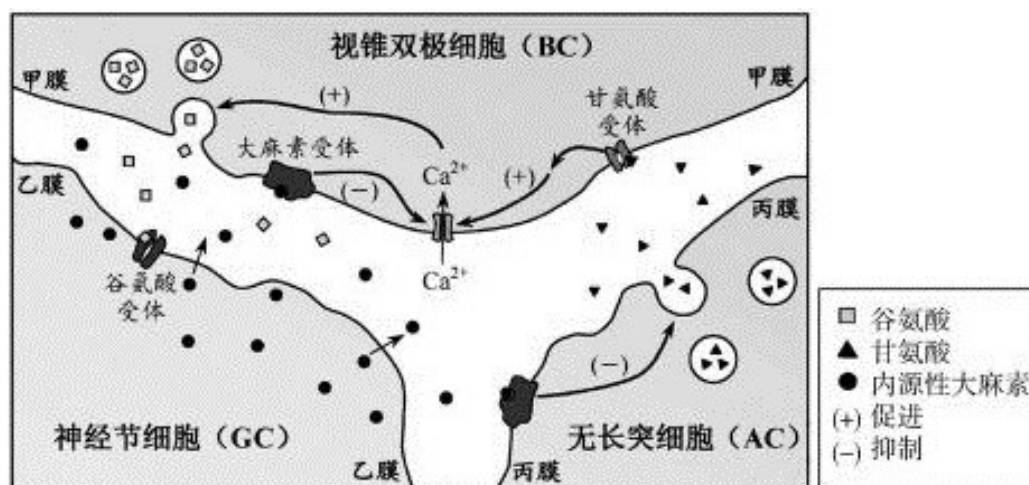 视锥双极细胞（BC）
甲膜
甲膜
(+)
甘氨酸
受体
大麻素受体
Ca²⁺
(+)
(−)
乙膜
丙膜
谷氨酸
受体
Ca²⁺
(−)
神经节细胞（GC）
无长突细胞（AC）
乙膜
丙膜
谷氨酸
甘氨酸
内源性大麻素
(+) 促进
(−) 抑制